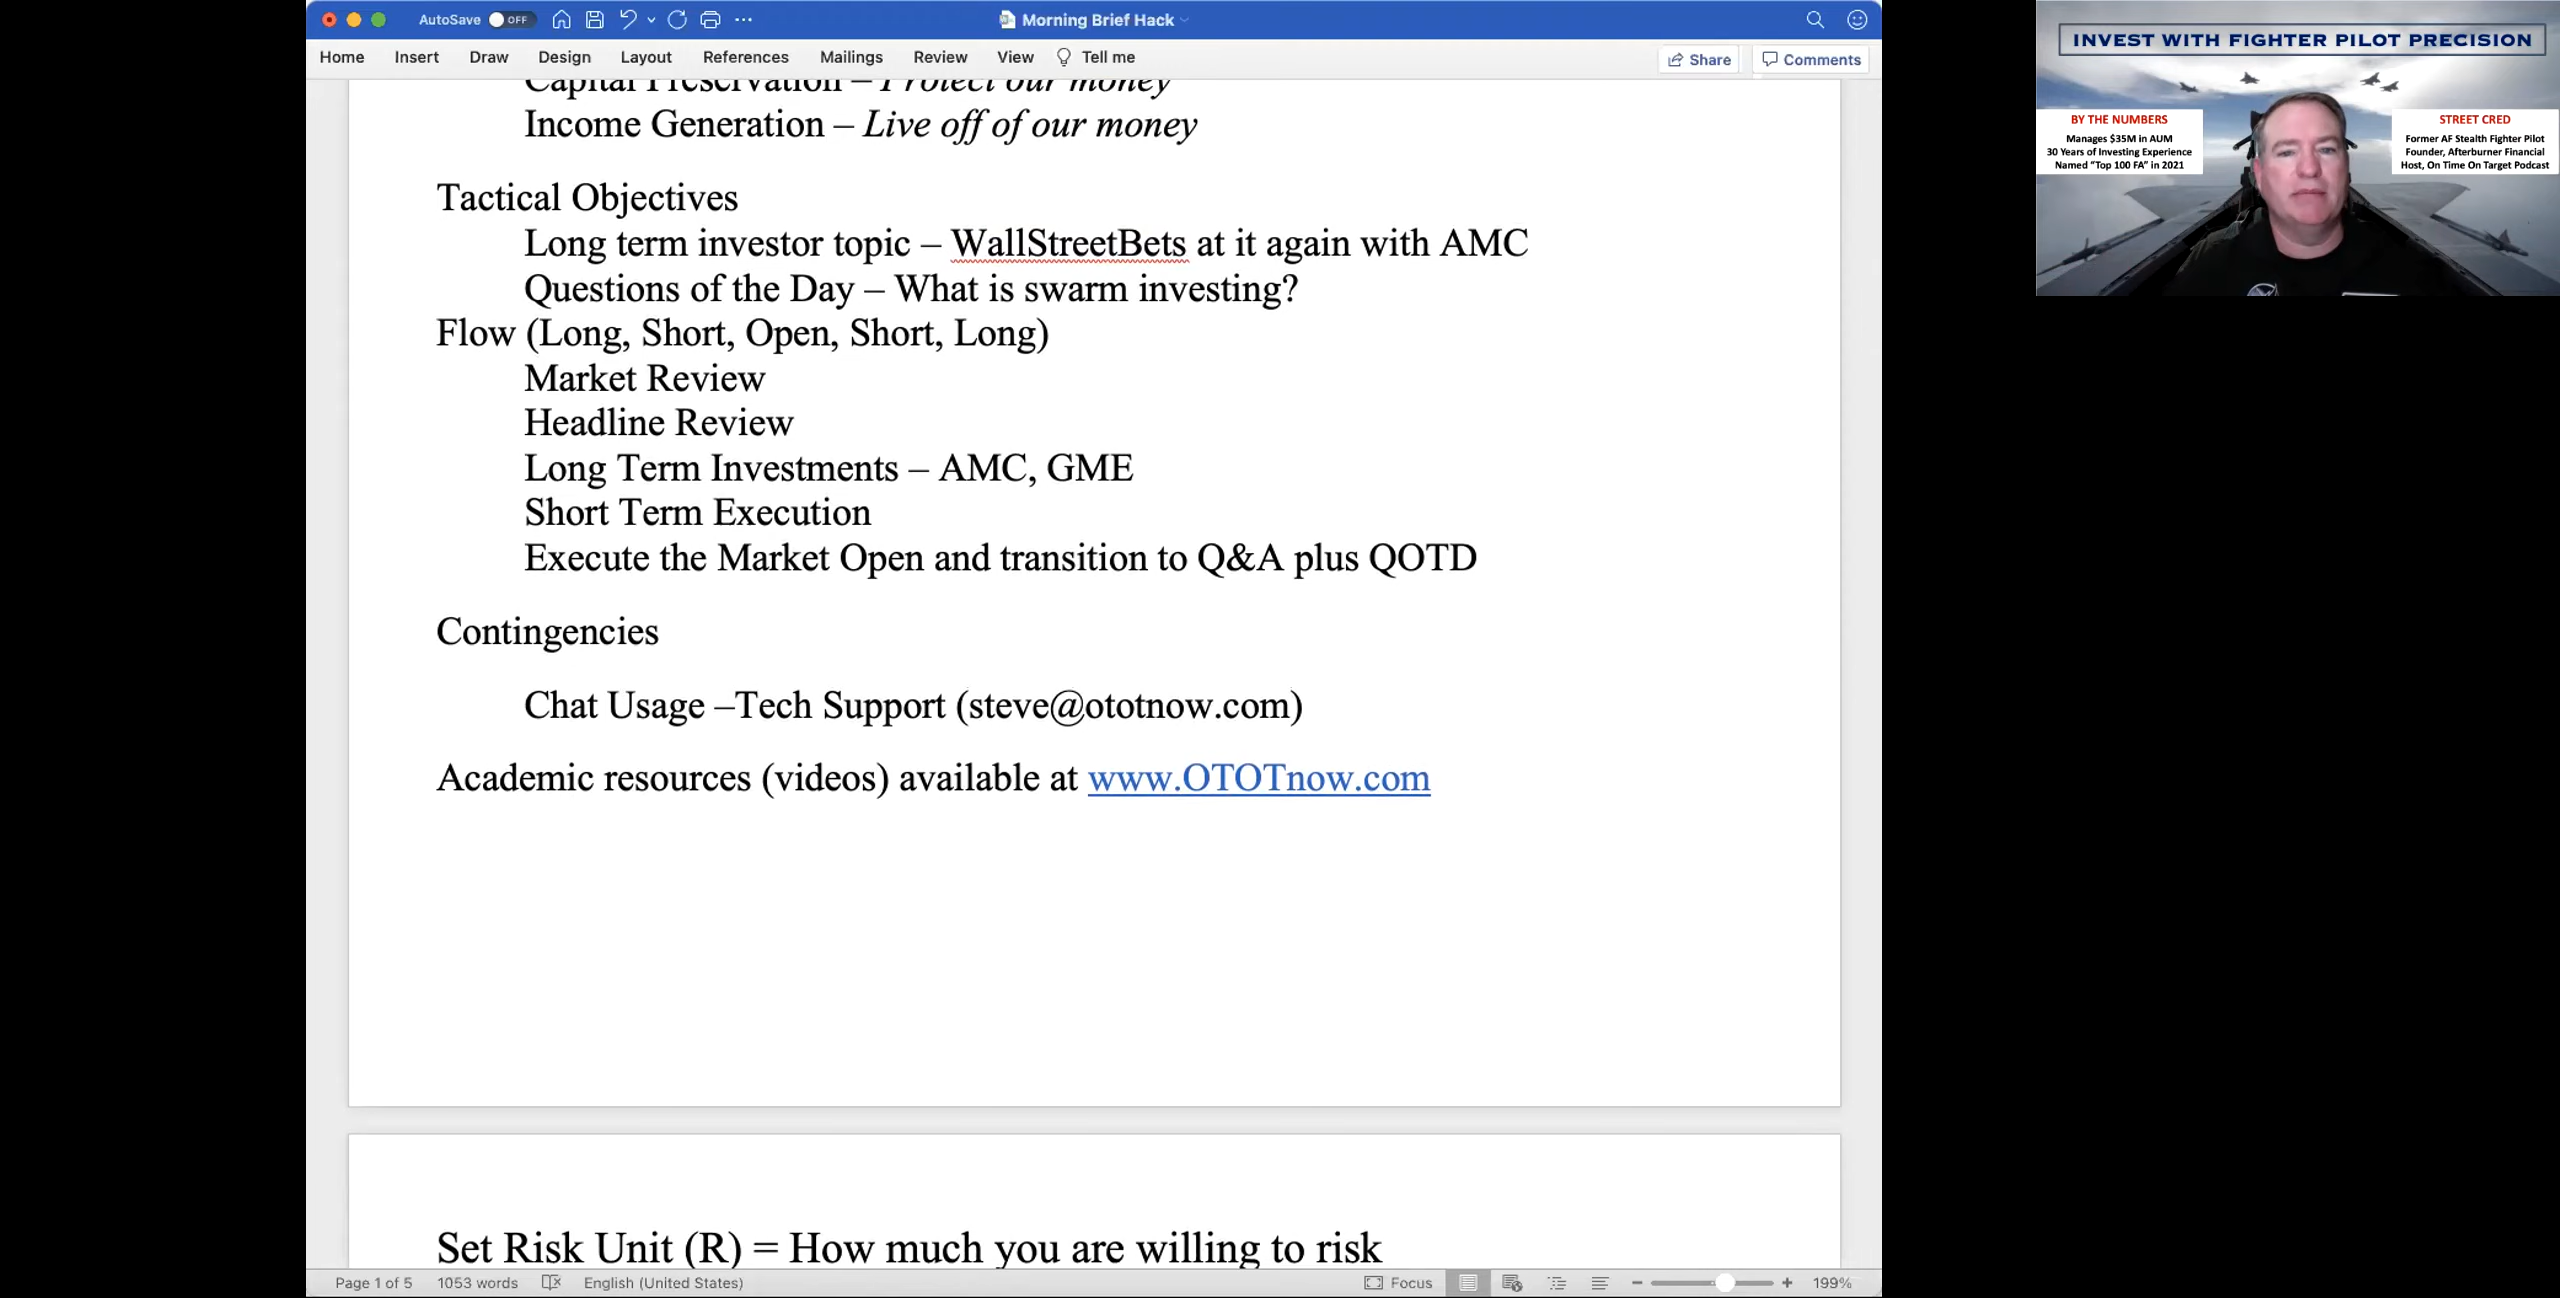 AutoSave OFF Morning Brief Hack
Home Insert Draw Design Layout References Mailings Review View Tell me Share Comments
Capital Preservation – Protect our money
Income Generation – Live off of our money
Tactical Objectives
Long term investor topic – WallStreetBets at it again with AMC
Questions of the Day – What is swarm investing?
Flow (Long, Short, Open, Short, Long)
Market Review
Headline Review
Long Term Investments – AMC, GME
Short Term Execution
Execute the Market Open and transition to Q&A plus QOTD
Contingencies
Chat Usage –Tech Support (steve@ototnow.com)
Academic resources (videos) available at www.OTOTnow.com
Set Risk Unit (R) = How much you are willing to risk
Page 1 of 5 1053 words English (United States) Focus 199%
INVEST WITH FIGHTER PILOT PRECISION
BY THE NUMBERS
Manages $35M in AUM
30 Years of Investing Experience
Named “Top 100 FA” in 2021
STREET CRED
Former AF Stealth Fighter Pilot
Founder, Afterburner Financial
Host, On Time On Target Podcast